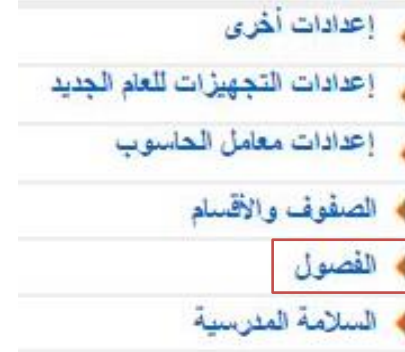 إعدادات أخرى
إعدادات التجهيزات للعام الجديد
إعدادات معامل الحاسوب
الصفوف والأقسام
الفصول
السلامة المدرسية